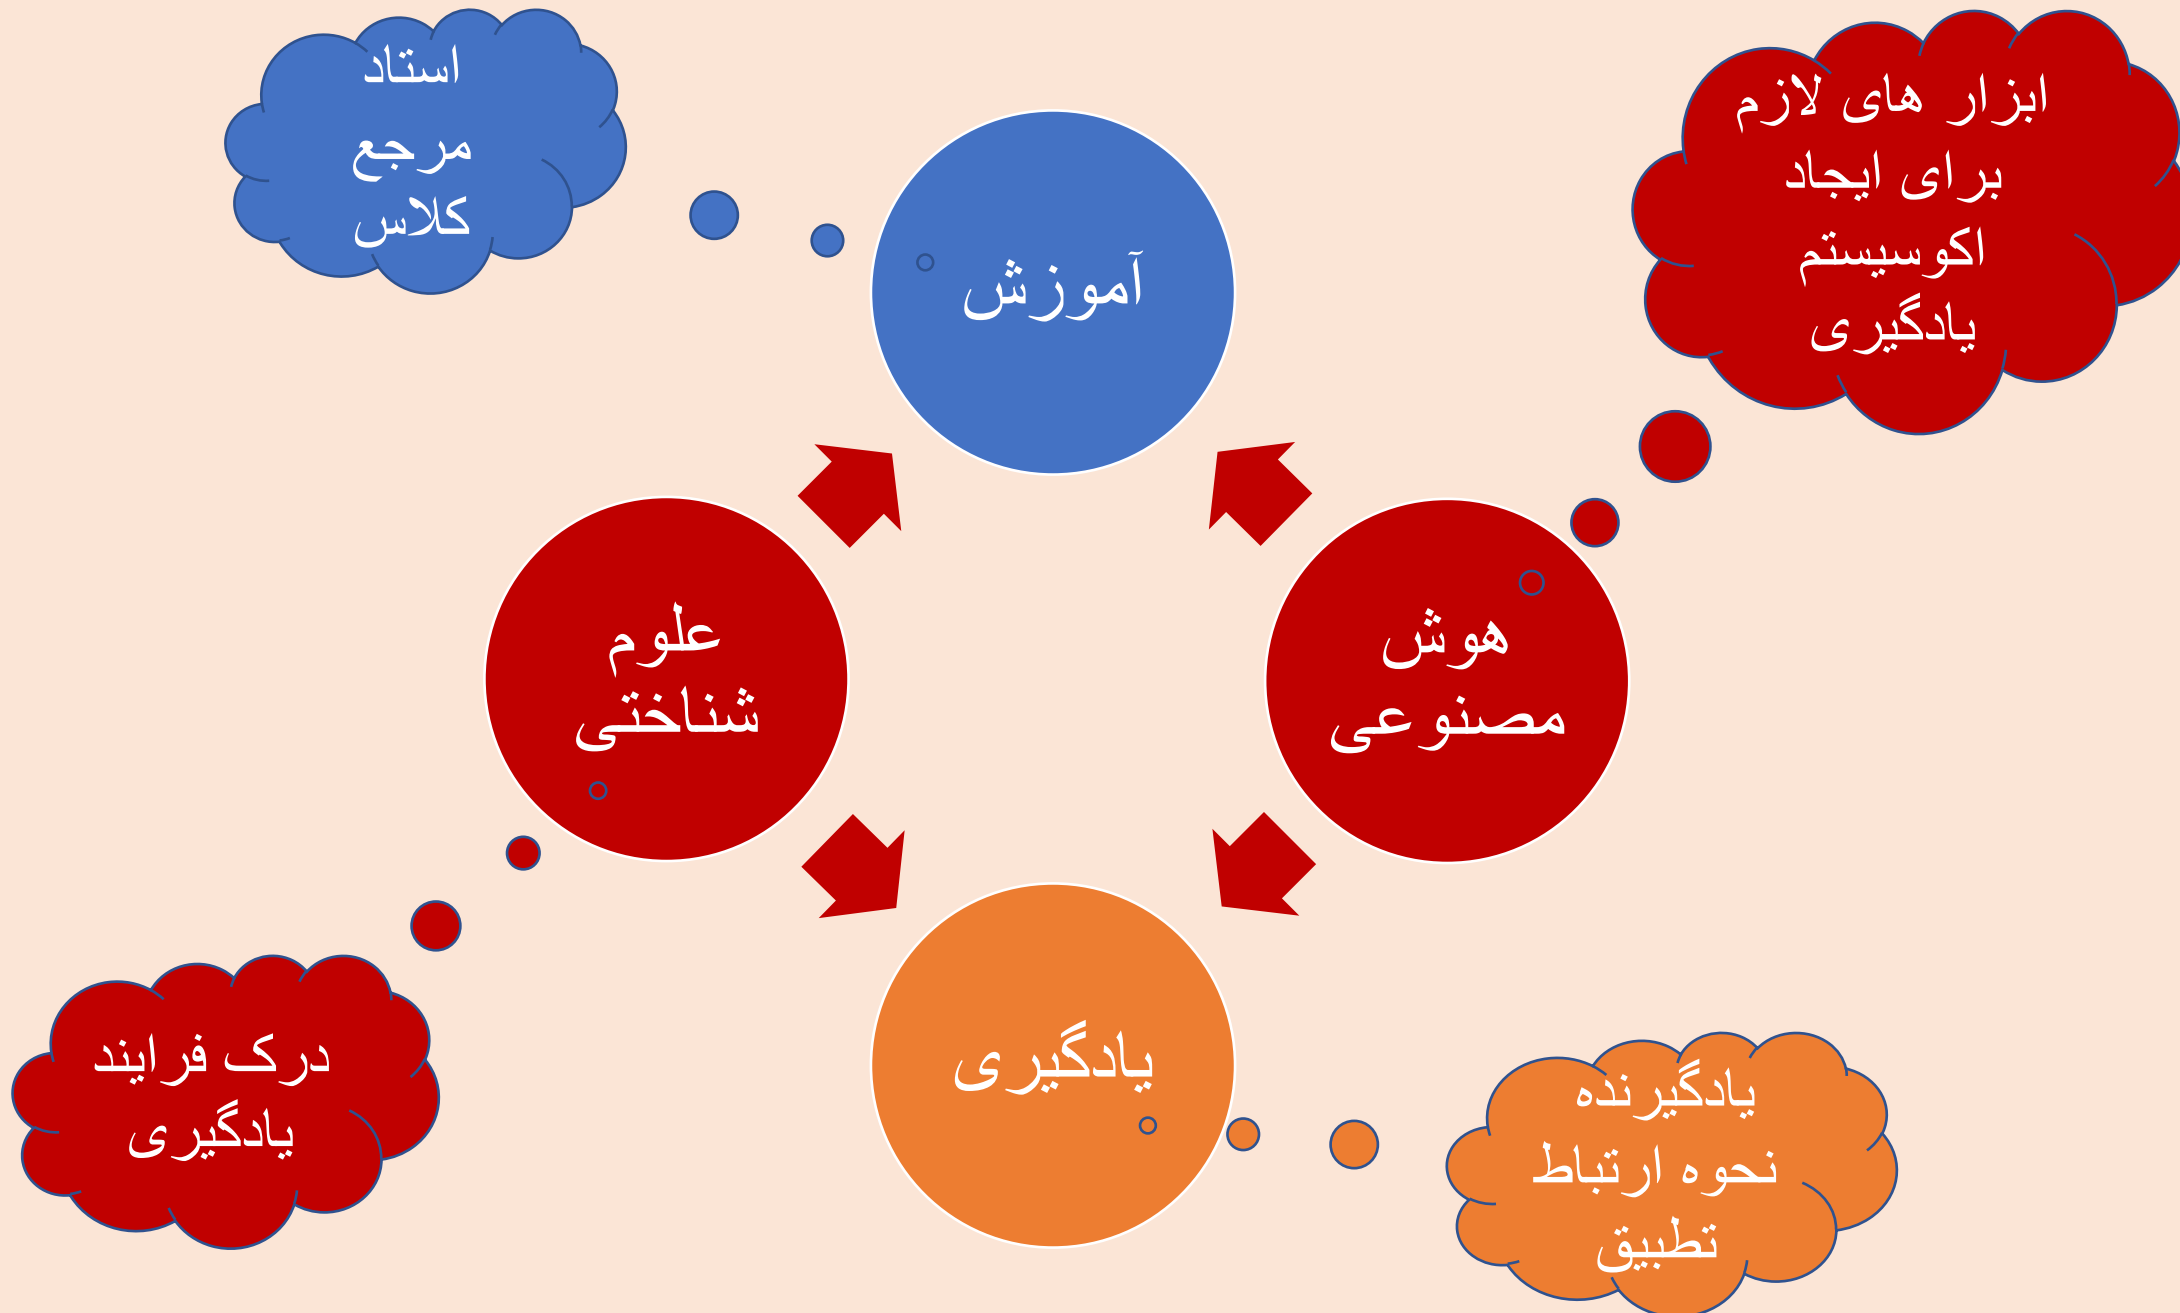 استاد
مرجع
کلاس
ابزار های لازم
برای ایجاد
اکوسیستم
یادگیری
آموزش
هوش
مصنوعی
علوم
شناختی
یادگیری
درک فرایند
یادگیری
یادگیرنده
نحوه ارتباط
تطبیق